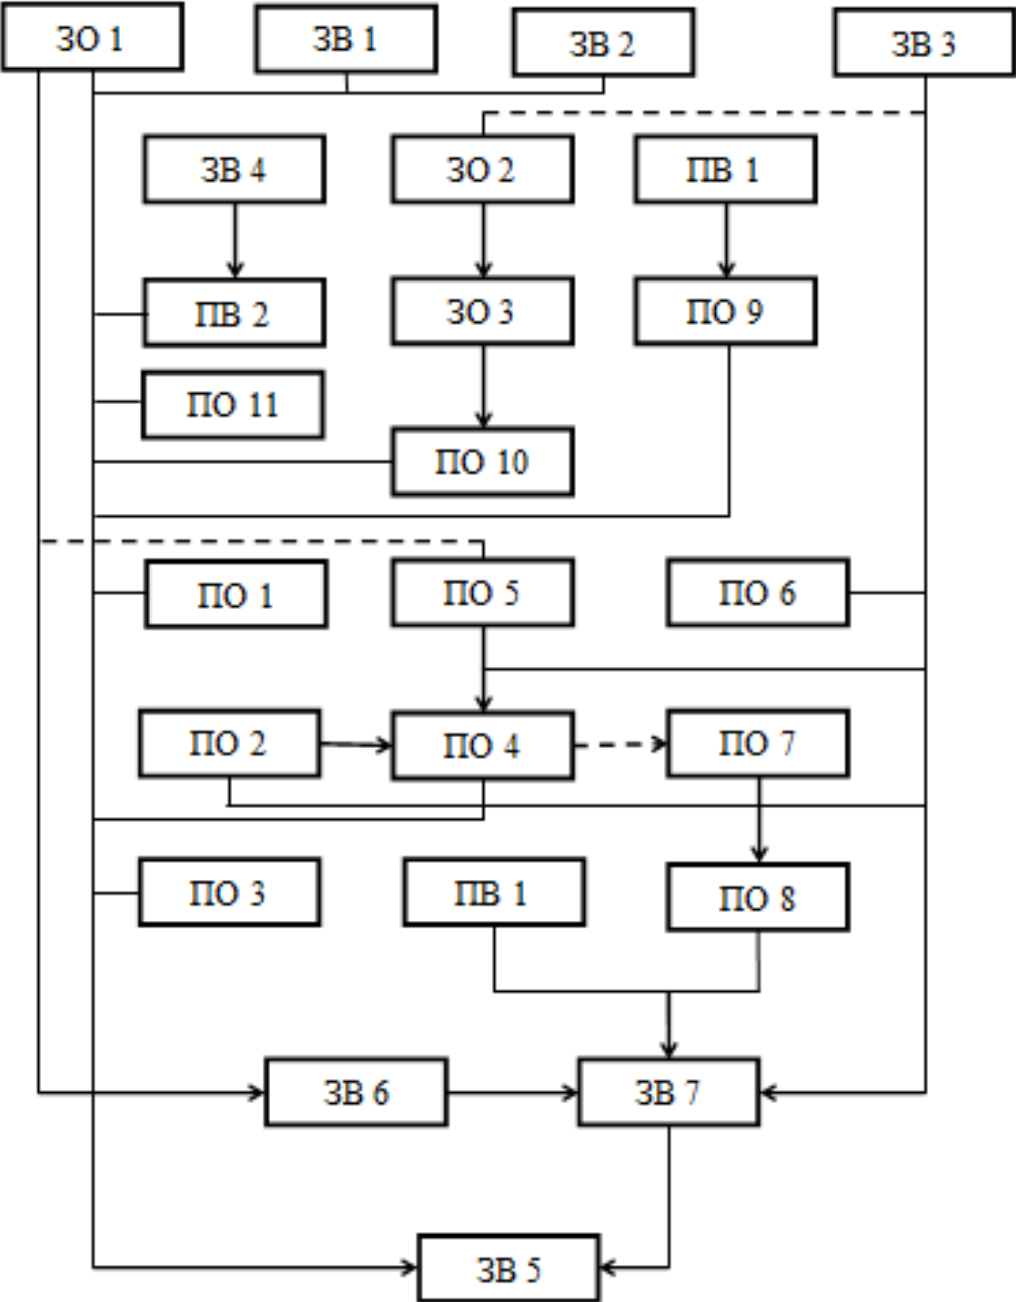 ЗО 1
ЗВ 1
ЗВ 2
ЗВ 3
ЗВ 4
ЗО 2
ПВ 1
ПВ 2
ЗО 3
ПО 9
ПО 11
ПО 10
ПО 1
ПО 5
ПО 6
ПО 2
ПО 4
ПО 7
ПО 3
ПВ 1
ПО 8
ЗВ 6
ЗВ 7
ЗВ 5